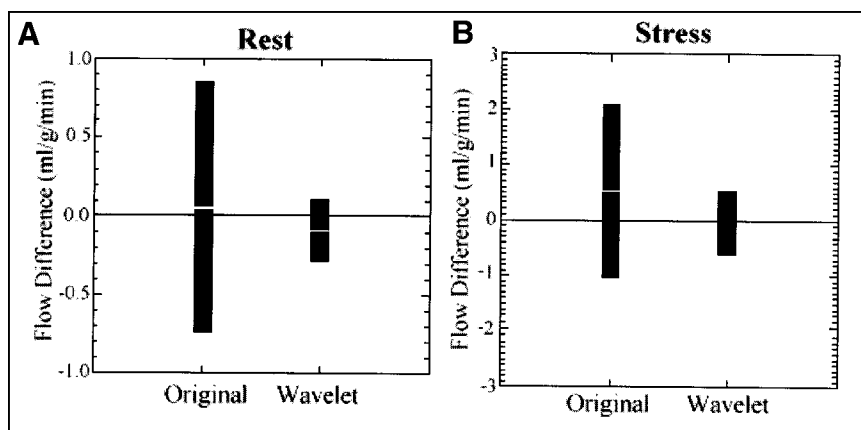 A
Rest
Flow Difference (ml/g/min)
1.0
0.5
0.0
-0.5
-1.0
Original Wavelet
B
Stress
Flow Difference (ml/g/min)
3
2
1
0
-1
-2
-3
Original Wavelet